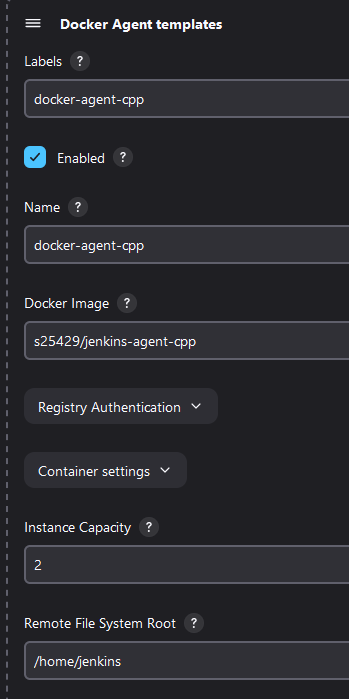 Docker Agent templates
Labels ?
docker-agent-cpp
Enabled ?
Name ?
docker-agent-cpp
Docker Image ?
s25429/jenkins-agent-cpp
Registry Authentication
Container settings
Instance Capacity ?
2
Remote File System Root ?
/home/jenkins